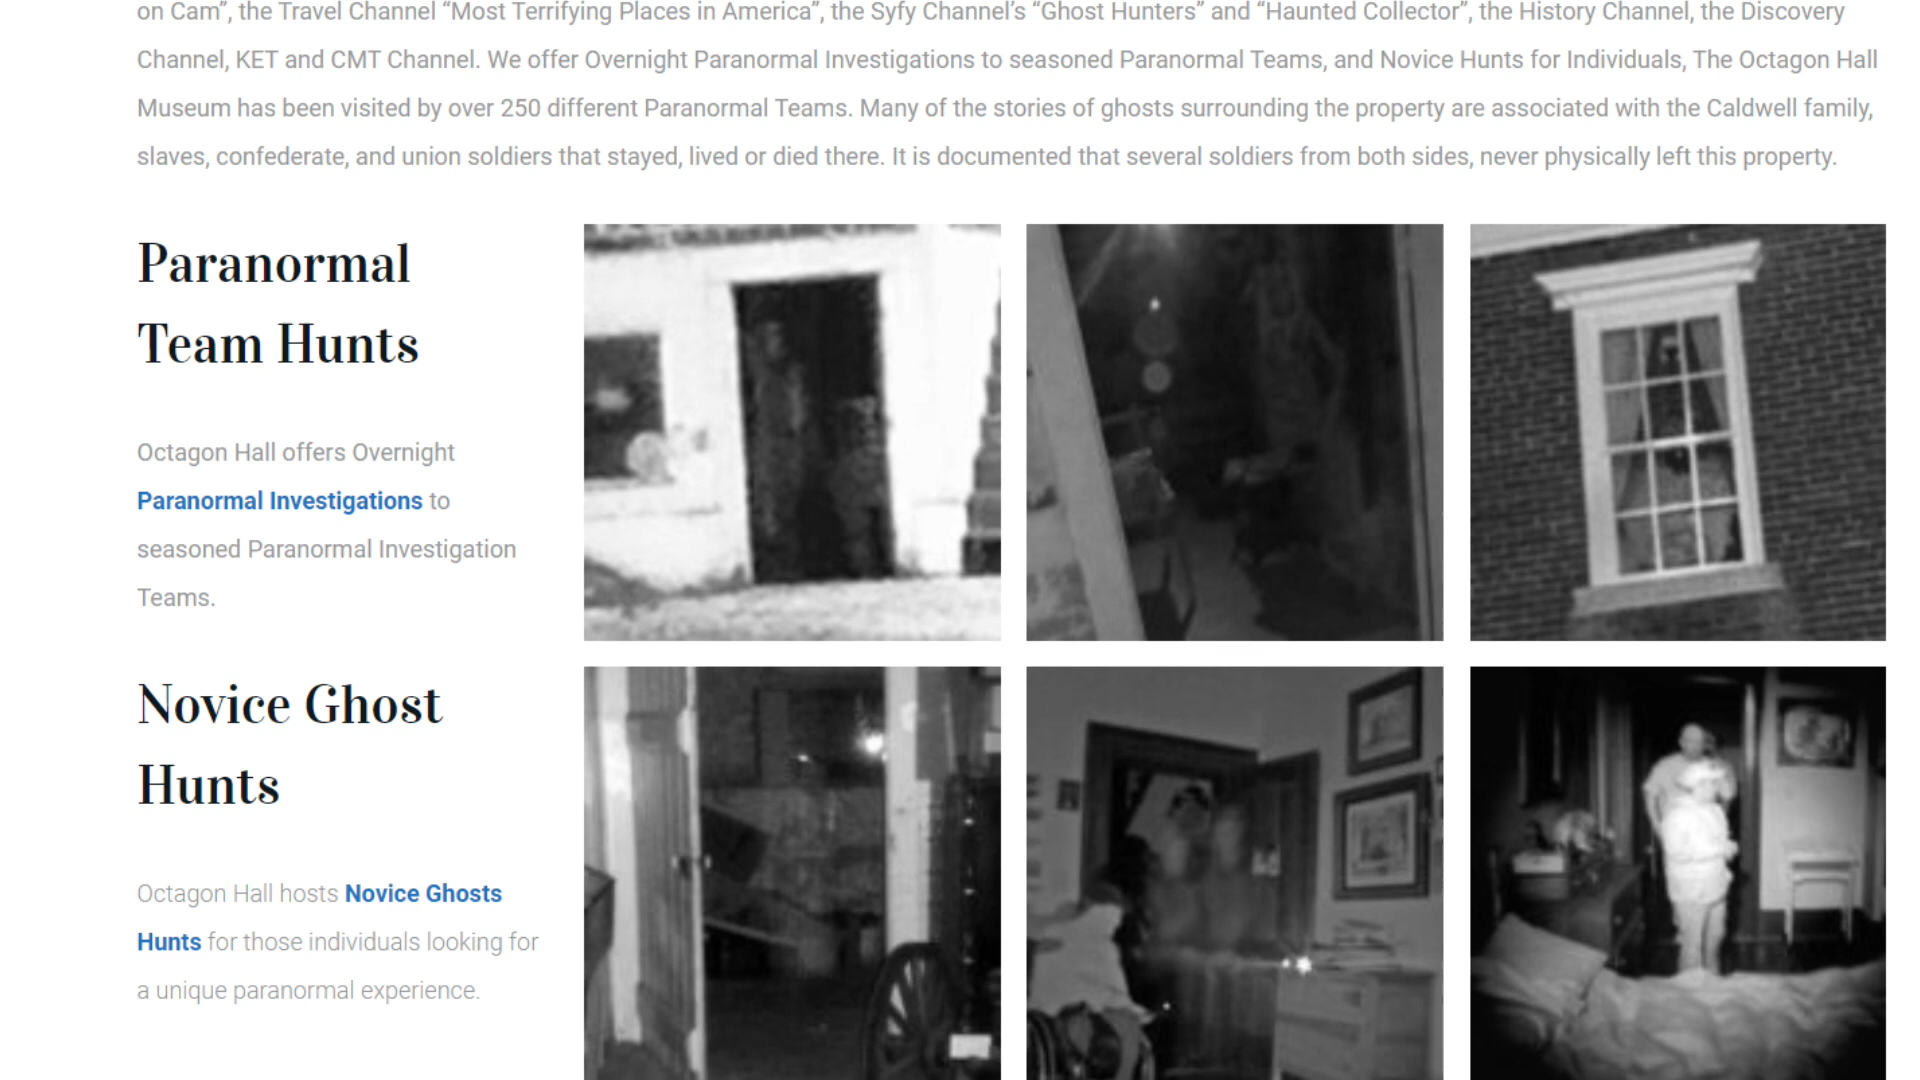 on Cam”, the Travel Channel “Most Terrifying Places in America”, the Syfy Channel’s “Ghost Hunters” and “Haunted Collector”, the History Channel, the Discovery
Channel, KET and CMT Channel. We offer Overnight Paranormal Investigations to seasoned Paranormal Teams, and Novice Hunts for Individuals, The Octagon Hall
Museum has been visited by over 250 different Paranormal Teams. Many of the stories of ghosts surrounding the property are associated with the Caldwell family,
slaves, confederate, and union soldiers that stayed, lived or died there. It is documented that several soldiers from both sides, never physically left this property.
Paranormal
Team Hunts
Octagon Hall offers Overnight
Paranormal Investigations to
seasoned Paranormal Investigation
Teams.
Novice Ghost
Hunts
Octagon Hall hosts Novice Ghosts
Hunts for those individuals looking for
a unique paranormal experience.